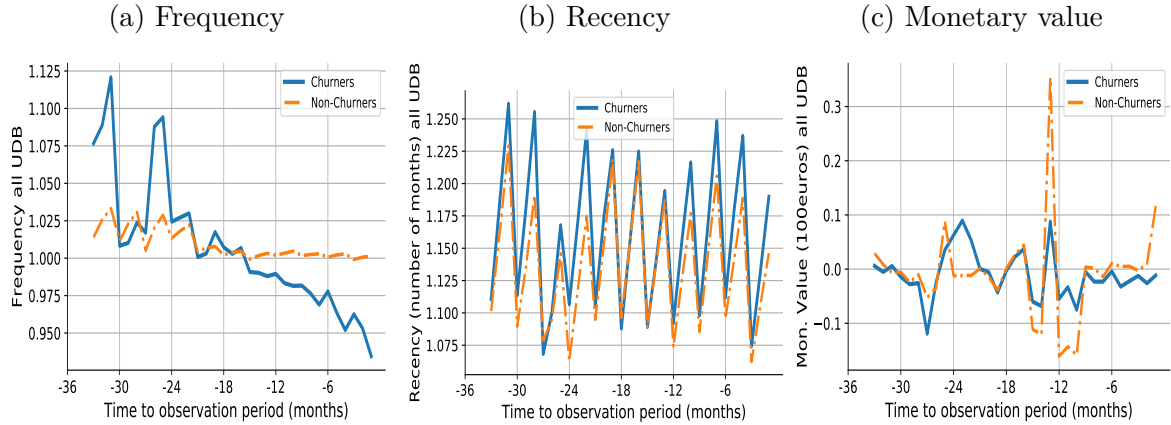 (a) Frequency
(b) Recency
(c) Monetary value
Frequency all UDB
1.125
1.100
1.075
1.050
1.025
1.000
0.975
0.950
-36
-30
-24
-18
-12
-6
Time to observation period (months)
Churners
Non-Churners
Recency (number of months) all UDB
1.250
1.225
1.200
1.175
1.150
1.125
1.100
1.075
-36
-30
-24
-18
-12
-6
Time to observation period (months)
Churners
Non-Churners
Mon. Value (100euros) all UDB
0.3
0.2
0.1
0.0
−0.1
-36
-30
-24
-18
-12
-6
Time to observation period (months)
Churners
Non-Churners